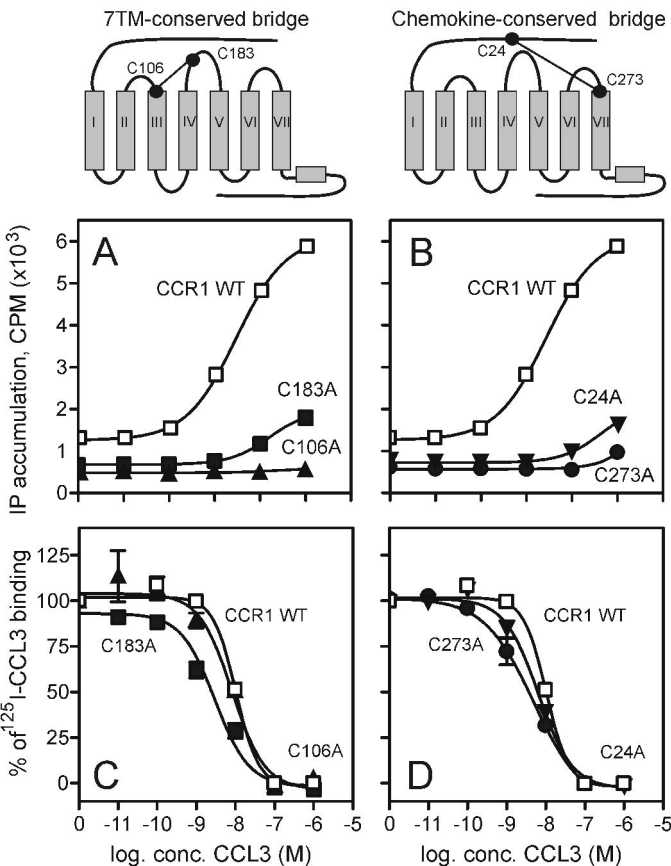 7TM-conserved bridge
Chemokine-conserved bridge
C106
C183
I II III IV V VI VII
C24
C273
I II III IV V VI VII
IP accumulation, CPM (x10³)
6
5
4
3
2
1
0
A
CCR1 WT
C183A
C106A
B
CCR1 WT
C24A
C273A
% of ¹²⁵I-CCL3 binding
125
100
75
50
25
0
C
CCR1 WT
C183A
C106A
D
CCR1 WT
C273A
C24A
0 -11 -10 -9 -8 -7 -6 -5
0 -11 -10 -9 -8 -7 -6 -5
log. conc. CCL3 (M)
log. conc. CCL3 (M)